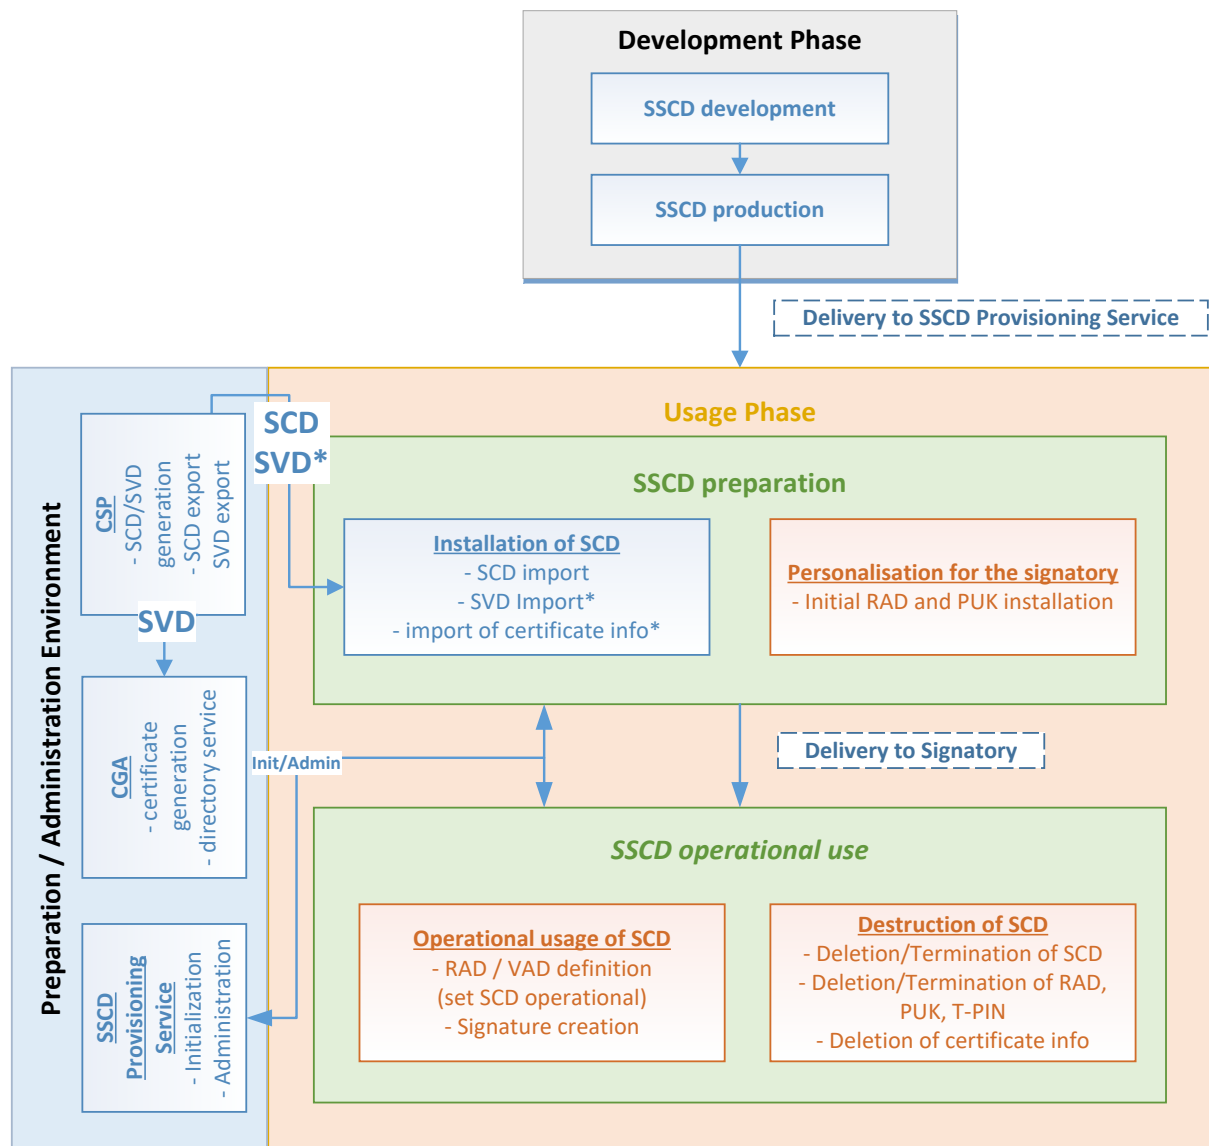 Development Phase
SSCD development
SSCD production
Delivery to SSCD Provisioning Service
Preparation / Administration Environment
CSP
- SCD/SVD
generation
- SCD export
SVD export
SCD
SVD*
SVD
CGA
- certificate
generation
- directory service
Init/Admin
SSCD
Provisioning
Service
- Initialization
- Administration
Usage Phase
SSCD preparation
Installation of SCD
- SCD import
- SVD Import*
- import of certificate info*
Personalisation for the signatory
- Initial RAD and PUK installation
Delivery to Signatory
SSCD operational use
Operational usage of SCD
- RAD / VAD definition
(set SCD operational)
- Signature creation
Destruction of SCD
- Deletion/Termination of SCD
- Deletion/Termination of RAD,
PUK, T-PIN
- Deletion of certificate info